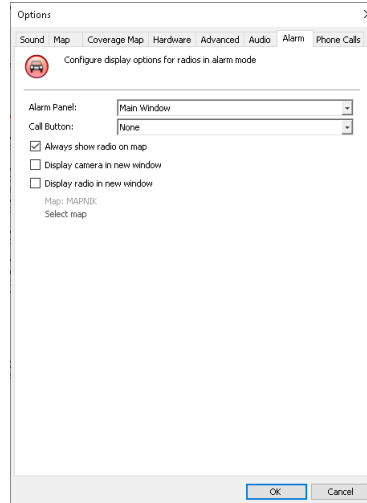 Options
Sound Map Coverage Map Hardware Advanced Audio Alarm Phone Calls
Configure display options for radios in alarm mode
Alarm Panel: Main Window
Call Button: None
Always show radio on map
Display camera in new window
Display radio in new window
Map: MAPNIK
Select map
OK Cancel